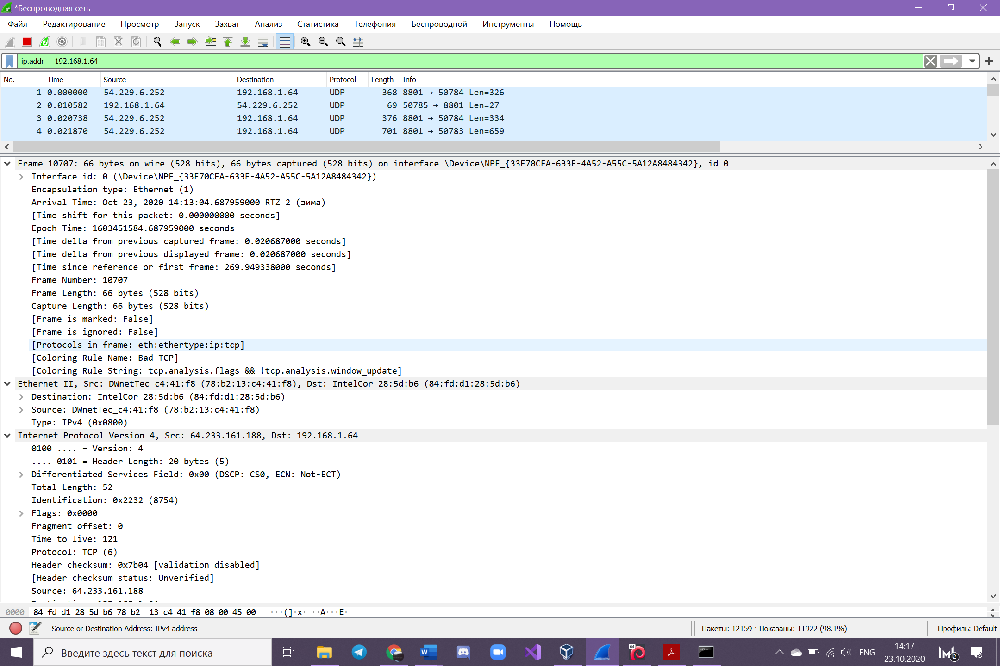 *Беспроводная сеть
Файл Редактирование Просмотр Запуск Захват Анализ Статистика Телефония Беспроводной Инструменты Помощь
ip.addr==192.168.1.64
No. Time Source Destination Protocol Length Info
1 0.000000 54.229.6.252 192.168.1.64 UDP 368 8801 → 50784 Len=326
2 0.010582 192.168.1.64 54.229.6.252 UDP 69 50785 → 8801 Len=27
3 0.020738 54.229.6.252 192.168.1.64 UDP 376 8801 → 50784 Len=334
4 0.021870 54.229.6.252 192.168.1.64 UDP 701 8801 → 50783 Len=659
Frame 10707: 66 bytes on wire (528 bits), 66 bytes captured (528 bits) on interface \Device\NPF_{33F70CEA-633F-4A52-A55C-5A12A8484342}, id 0
Interface id: 0 (\Device\NPF_{33F70CEA-633F-4A52-A55C-5A12A8484342})
Encapsulation type: Ethernet (1)
Arrival Time: Oct 23, 2020 14:13:04.687959000 RTZ 2 (зима)
[Time shift for this packet: 0.000000000 seconds]
Epoch Time: 1603451584.687959000 seconds
[Time delta from previous captured frame: 0.020687000 seconds]
[Time delta from previous displayed frame: 0.020687000 seconds]
[Time since reference or first frame: 269.949338000 seconds]
Frame Number: 10707
Frame Length: 66 bytes (528 bits)
Capture Length: 66 bytes (528 bits)
[Frame is marked: False]
[Frame is ignored: False]
[Protocols in frame: eth:ethertype:ip:tcp]
[Coloring Rule Name: Bad TCP]
[Coloring Rule String: tcp.analysis.flags && !tcp.analysis.window_update]
Ethernet II, Src: DWnetTec_c4:41:f8 (78:b2:13:c4:41:f8), Dst: IntelCor_28:5d:b6 (84:fd:d1:28:5d:b6)
Destination: IntelCor_28:5d:b6 (84:fd:d1:28:5d:b6)
Source: DWnetTec_c4:41:f8 (78:b2:13:c4:41:f8)
Type: IPv4 (0x0800)
Internet Protocol Version 4, Src: 64.233.161.188, Dst: 192.168.1.64
0100 .... = Version: 4
.... 0101 = Header Length: 20 bytes (5)
Differentiated Services Field: 0x00 (DSCP: CS0, ECN: Not-ECT)
Total Length: 52
Identification: 0x2232 (8754)
Flags: 0x0000
Fragment offset: 0
Time to live: 121
Protocol: TCP (6)
Header checksum: 0x7b04 [validation disabled]
[Header checksum status: Unverified]
Source: 64.233.161.188
0000 84 fd d1 28 5d b6 78 b2 13 c4 41 f8 08 00 45 00 ···(]·x· ··A···E·
Source or Destination Address: IPv4 address
Пакеты: 12159 · Показаны: 11922 (98.1%)
Профиль: Default
Введите здесь текст для поиска
64
ENG
14:17
23.10.2020
2